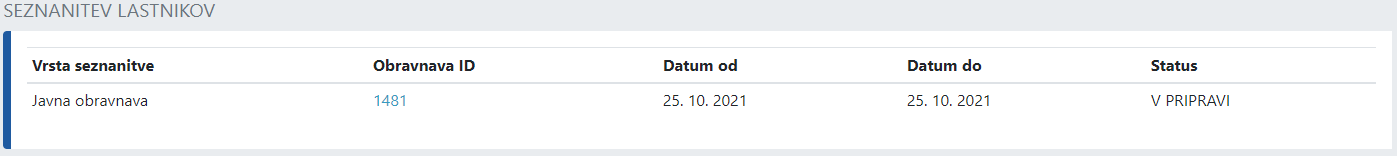 SEZNANITEV LASTNIKOV
Vrsta seznanitve Obravnava ID Datum od Datum do Status
Javna obravnava 1481 25. 10. 2021 25. 10. 2021 V PRIPRAVI